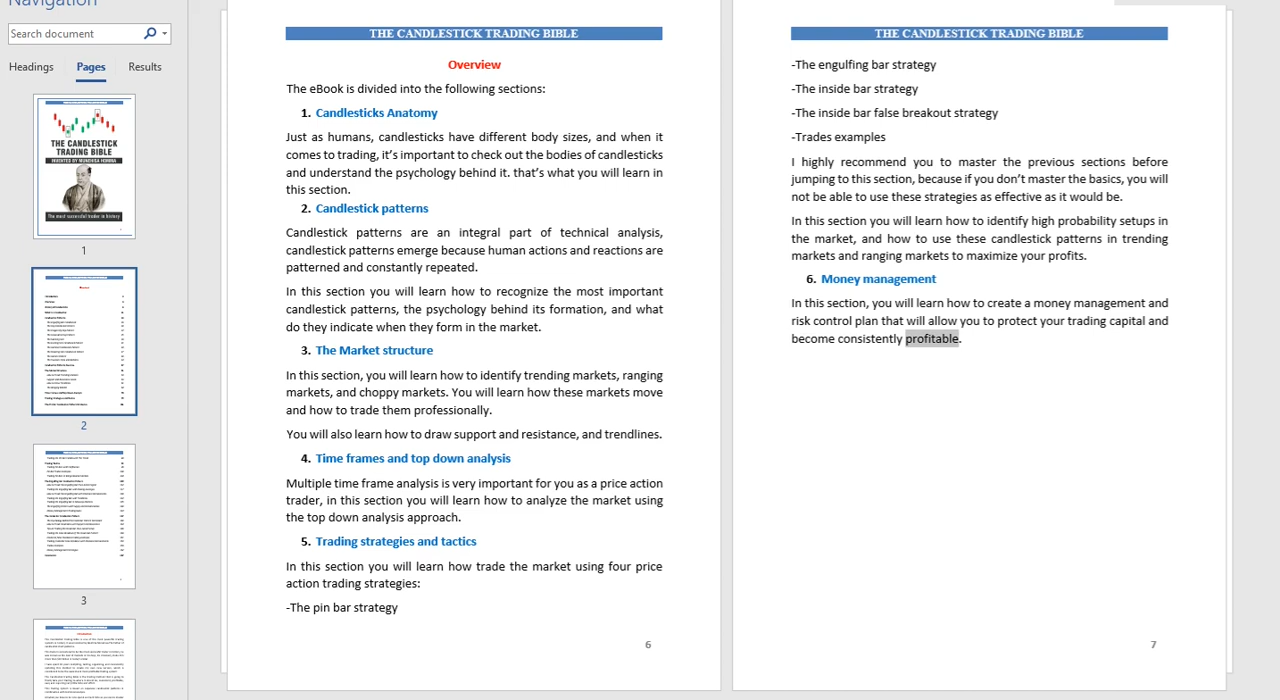 Navigation
Search document
Headings
Pages
Results
THE CANDLESTICK
TRADING BIBLE
INVENTED BY MUNEHISA HOMMA
The most successful trader in history
1
2
3
THE CANDLESTICK TRADING BIBLE
Overview
The eBook is divided into the following sections:
1. Candlesticks Anatomy
Just as humans, candlesticks have different body sizes, and when it
comes to trading, it's important to check out the bodies of candlesticks
and understand the psychology behind it. that's what you will learn in
this section.
2. Candlestick patterns
Candlestick patterns are an integral part of technical analysis,
candlestick patterns emerge because human actions and reactions are
patterned and constantly repeated.
In this section you will learn how to recognize the most important
candlestick patterns, the psychology behind its formation, and what
do they indicate when they form in the market.
3. The Market structure
In this section, you will learn how to identify trending markets, ranging
markets, and choppy markets. You will learn how these markets move
and how to trade them professionally.
You will also learn how to draw support and resistance, and trendlines.
4. Time frames and top down analysis
Multiple time frame analysis is very important for you as a price action
trader, in this section you will learn how to analyze the market using
the top down analysis approach.
5. Trading strategies and tactics
In this section you will learn how trade the market using four price
action trading strategies:
-The pin bar strategy
6
THE CANDLESTICK TRADING BIBLE
-The engulfing bar strategy
-The inside bar strategy
-The inside bar false breakout strategy
-Trades examples
I highly recommend you to master the previous sections before
jumping to this section, because if you don't master the basics, you will
not be able to use these strategies as effective as it would be.
In this section you will learn how to identify high probability setups in
the market, and how to use these candlestick patterns in trending
markets and ranging markets to maximize your profits.
6. Money management
In this section, you will learn how to create a money management and
risk control plan that will allow you to protect your trading capital and
become consistently profitable.
7